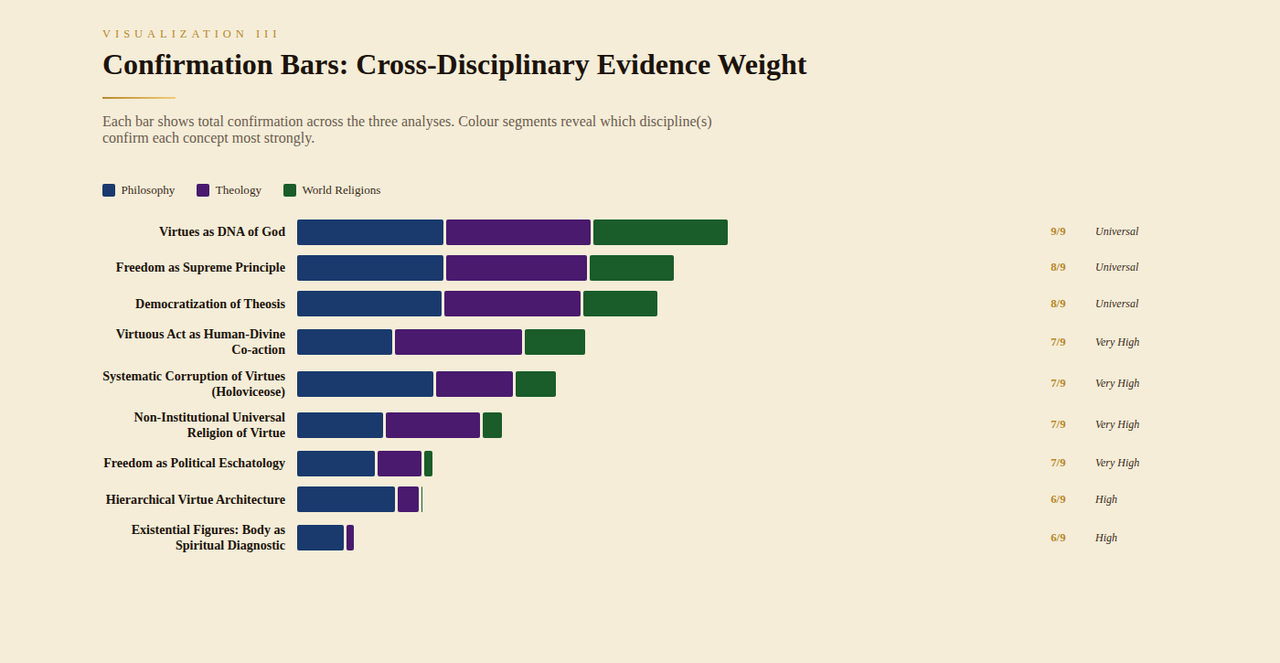 VISUALIZATION III
Confirmation Bars: Cross-Disciplinary Evidence Weight
Each bar shows total confirmation across the three analyses. Colour segments reveal which discipline(s)
confirm each concept most strongly.
Philosophy Theology World Religions
Virtues as DNA of God 9/9 Universal
Freedom as Supreme Principle 8/9 Universal
Democratization of Theosis 8/9 Universal
Virtuous Act as Human-Divine
Co-action 7/9 Very High
Systematic Corruption of Virtues
(Holoviceose) 7/9 Very High
Non-Institutional Universal
Religion of Virtue 7/9 Very High
Freedom as Political Eschatology 7/9 Very High
Hierarchical Virtue Architecture 6/9 High
Existential Figures: Body as
Spiritual Diagnostic 6/9 High